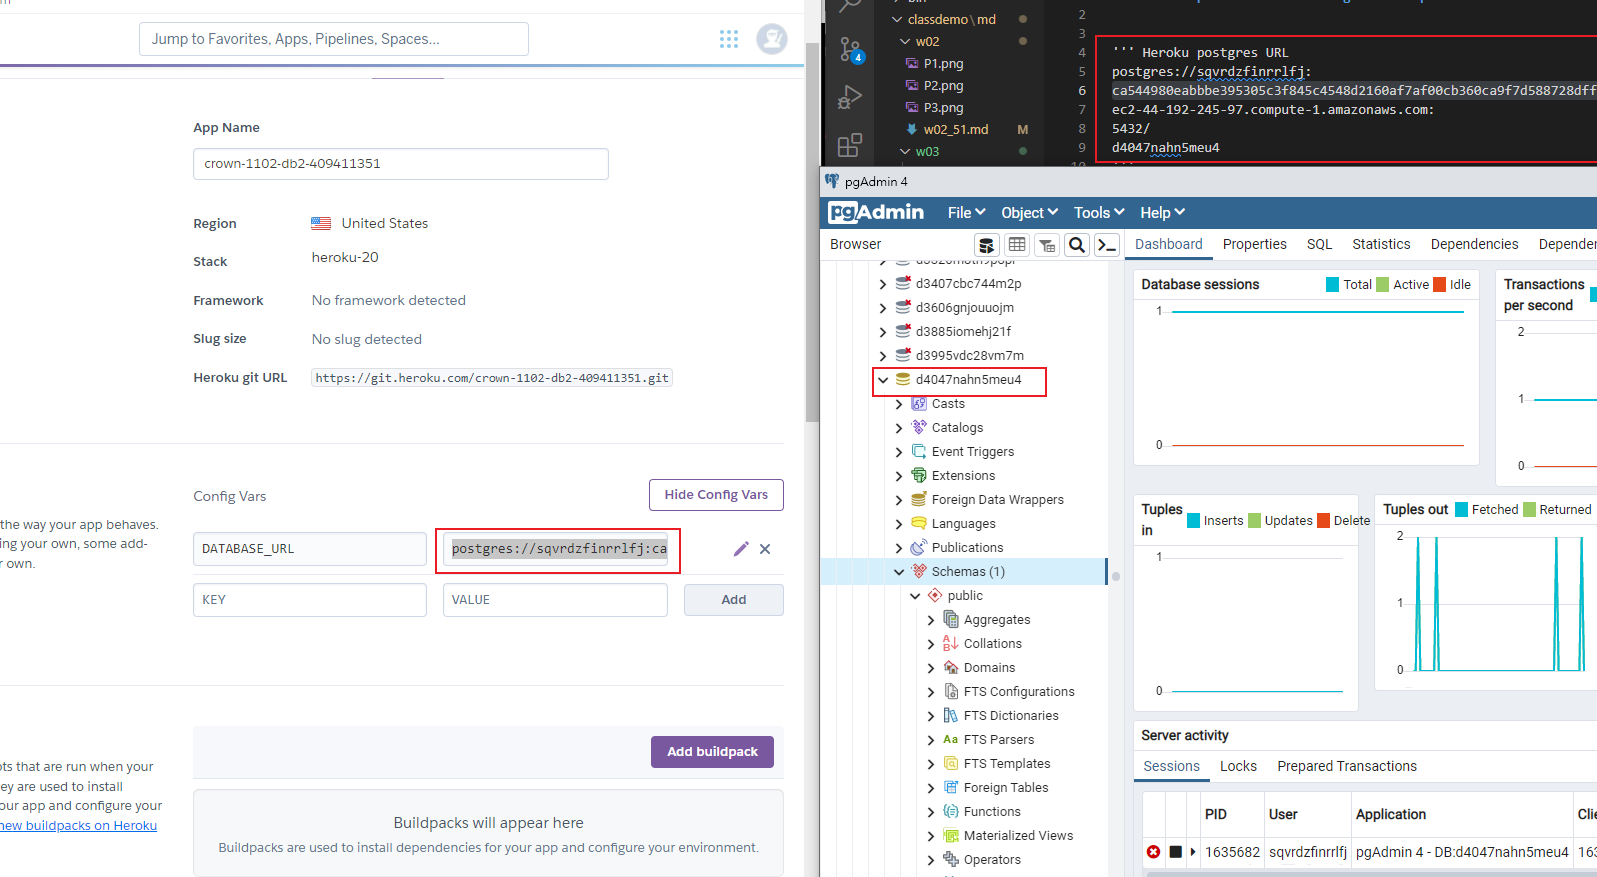 Jump to Favorites, Apps, Pipelines, Spaces...
App Name
crown-1102-db2-409411351
Region
United States
Stack
heroku-20
Framework
No framework detected
Slug size
No slug detected
Heroku git URL
https://git.heroku.com/crown-1102-db2-409411351.git
Config Vars
Hide Config Vars
the way your app behaves.
ing your own, some add-
r own.
DATABASE_URL
postgres://sqvrdzfinrrlfj:ca
KEY
VALUE
Add
Add buildpack
ots that are run when your
ey are used to install
our app and configure your
new buildpacks on Heroku
Buildpacks will appear here
Buildpacks are used to install dependencies for your app and configure your environment.
4
classdemo\md
w02
P1.png
P2.png
P3.png
w02_51.md M
w03
2
3
4 ''' Heroku postgres URL
5 postgres://sqvrdzfinrrlfj:
6 ca544980eabbbe395305c3f845c4548d2160af7af00cb360ca9f7d588728dff
7 ec2-44-192-245-97.compute-1.amazonaws.com:
8 5432/
9 d4047nahn5meu4
pgAdmin 4
pgAdmin File Object Tools Help
Browser
Dashboard Properties SQL Statistics Dependencies Depender
d3407cbc744m2p
d3606gnjouuojm
d3885iomehj21f
d3995vdc28vm7m
d4047nahn5meu4
Casts
Catalogs
Event Triggers
Extensions
Foreign Data Wrappers
Languages
Publications
Schemas (1)
public
Aggregates
Collations
Domains
FTS Configurations
FTS Dictionaries
FTS Parsers
FTS Templates
Foreign Tables
Functions
Materialized Views
Operators
Database sessions
Total Active Idle
1
0
Transactions
per second
2
1
0
Tuples
in
Inserts Updates Delete
1
0
Tuples out
Fetched Returned
2
1
0
Server activity
Sessions Locks Prepared Transactions
PID User Application Clie
1635682 sqvrdzfinrrlfj pgAdmin 4 - DB:d4047nahn5meu4 163